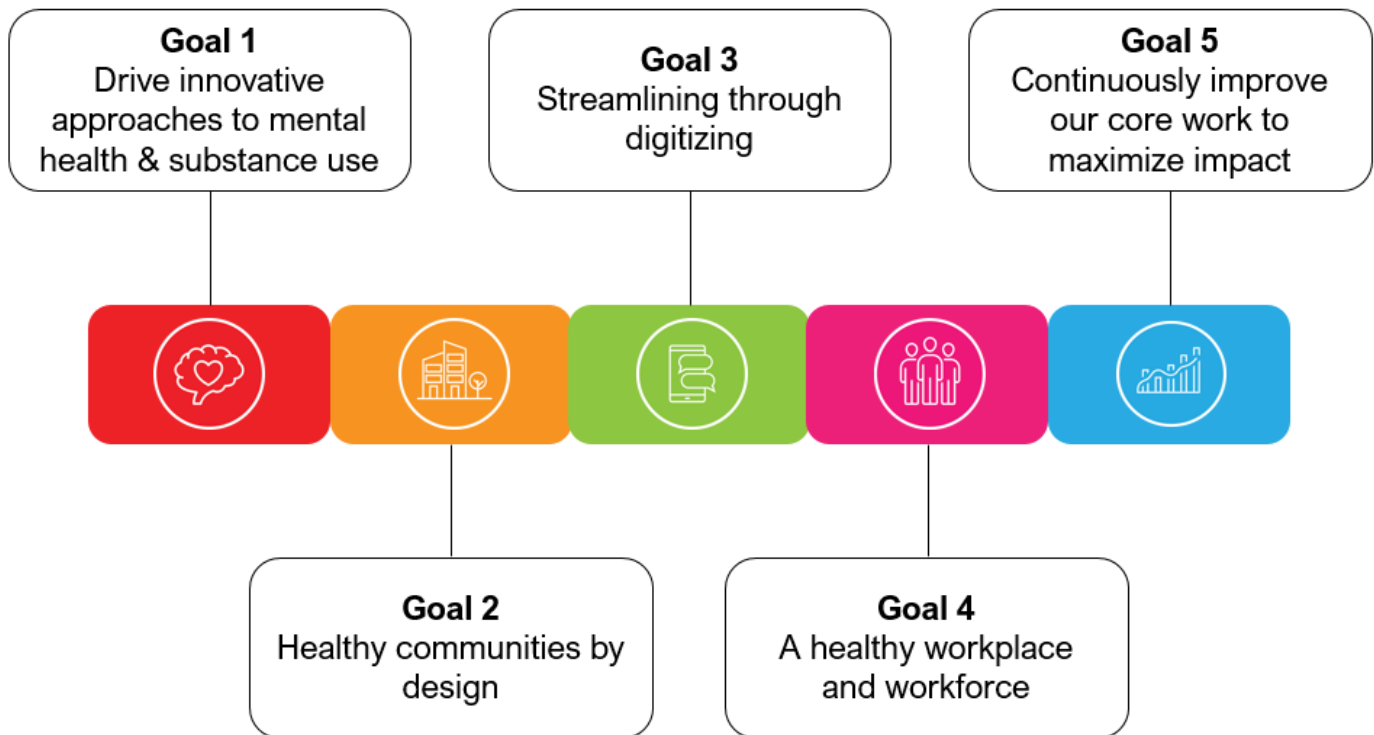 Goal 1
Drive innovative
approaches to mental
health & substance use
Goal 2
Healthy communities by
design
Goal 3
Streamlining through
digitizing
Goal 4
A healthy workplace
and workforce
Goal 5
Continuously improve
our core work to
maximize impact